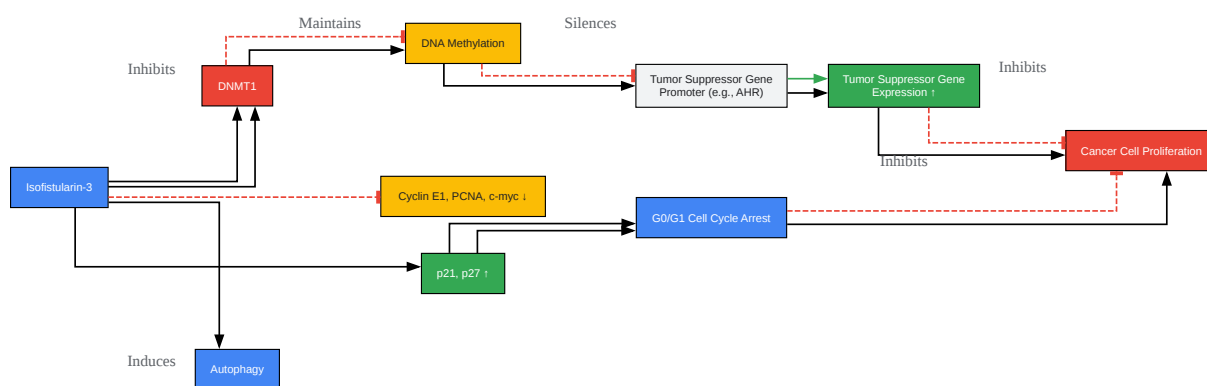 Maintains
Silences
DNA Methylation
Inhibits
Inhibits
DNMT1
Tumor Suppressor Gene
Promoter (e.g., AHR)
Tumor Suppressor Gene
Expression ↑
Cancer Cell Proliferation
Inhibits
Isofistularin-3
Cyclin E1, PCNA, c-myc ↓
G0/G1 Cell Cycle Arrest
p21, p27 ↑
Induces
Autophagy